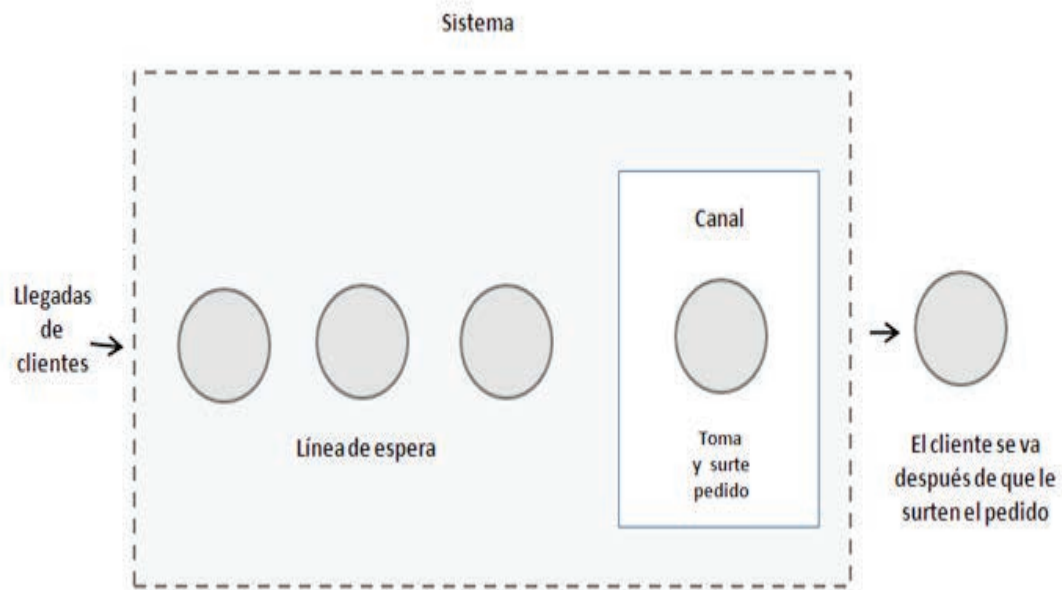 Sistema
Llegadas
de
clientes
Línea de espera
Canal
Toma
y surte
pedido
El cliente se va
después de que le
surten el pedido